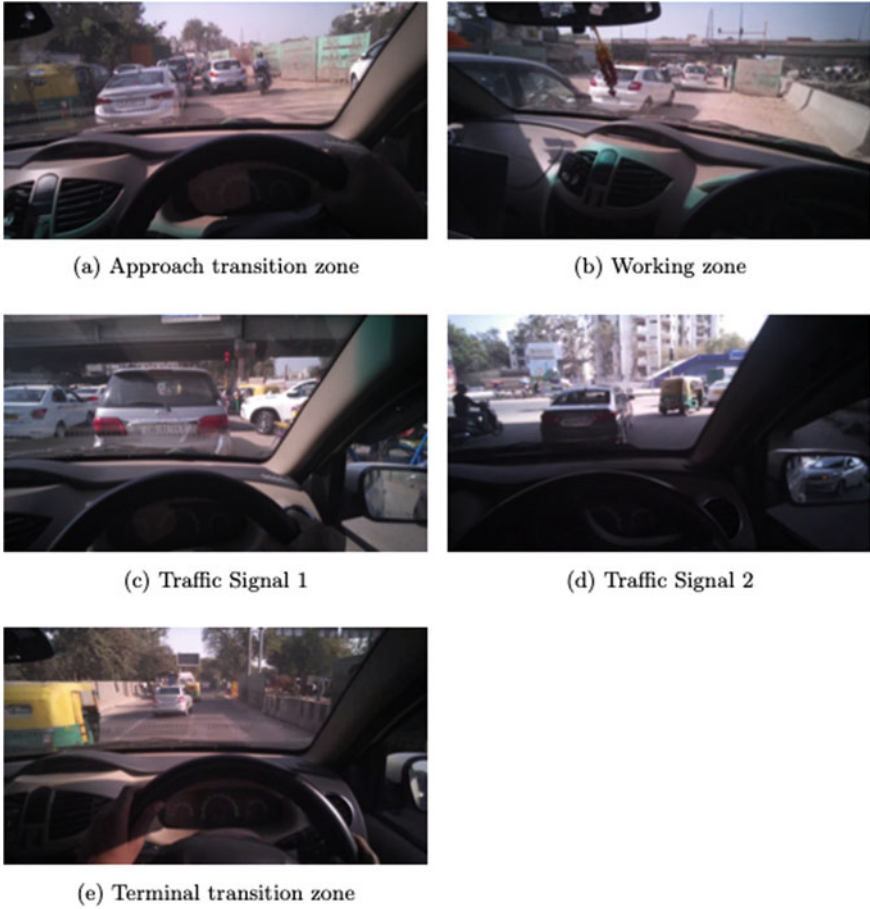 (a) Approach transition zone
(b) Working zone
(c) Traffic Signal 1
(d) Traffic Signal 2
(e) Terminal transition zone